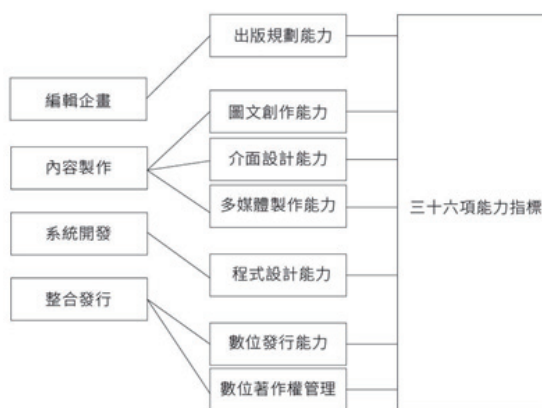 編輯企畫
內容製作
系統開發
整合發行
出版規劃能力
圖文創作能力
介面設計能力
多媒體製作能力
程式設計能力
數位發行能力
數位著作權管理
三十六項能力指標